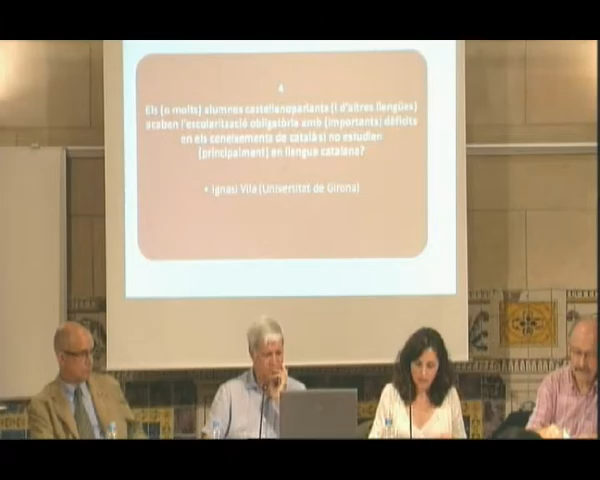 4
Els (o molts) alumnes castellanoparlants (i d'altres llengües)
acaben l'escolarització obligatòria amb (importants) dèficits
en els coneixements de català si no estudien
(principalment) en llengua catalana?
• Ignasi Vila (Universitat de Girona)